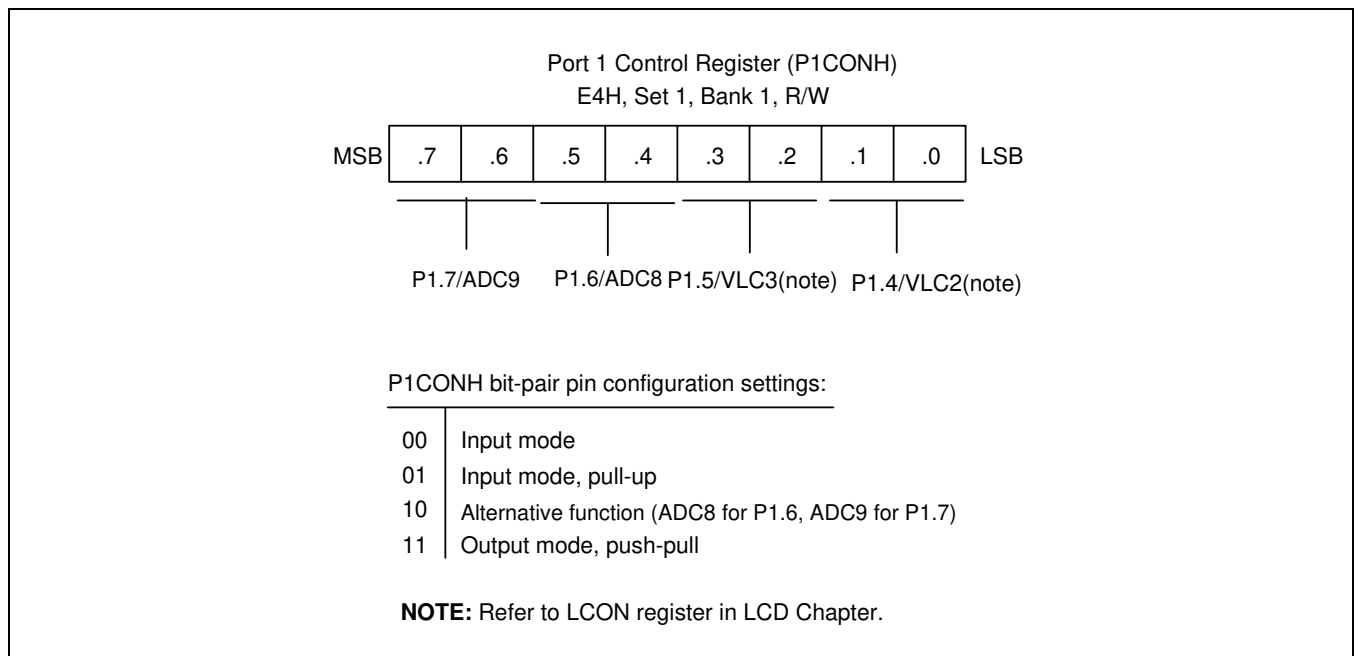 Port 1 Control Register (P1CONH)
E4H, Set 1, Bank 1, R/W
MSB .7 .6 .5 .4 .3 .2 .1 .0 LSB
P1.7/ADC9 P1.6/ADC8 P1.5/VLC3(note) P1.4/VLC2(note)
P1CONH bit-pair pin configuration settings:
00 Input mode
01 Input mode, pull-up
10 Alternative function (ADC8 for P1.6, ADC9 for P1.7)
11 Output mode, push-pull
NOTE: Refer to LCON register in LCD Chapter.